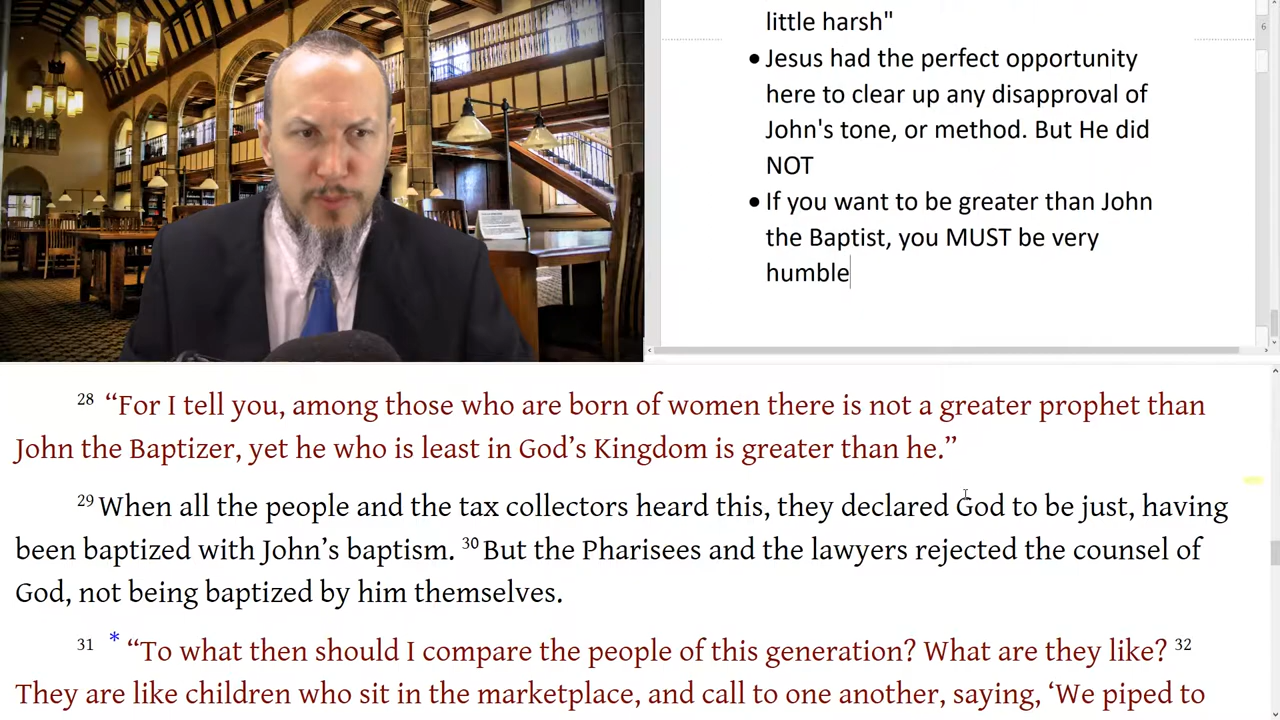 little harsh"
• Jesus had the perfect opportunity
here to clear up any disapproval of
John's tone, or method. But He did
NOT
• If you want to be greater than John
the Baptist, you MUST be very
humble
6
28 “For I tell you, among those who are born of women there is not a greater prophet than
John the Baptizer, yet he who is least in God’s Kingdom is greater than he.”
29 When all the people and the tax collectors heard this, they declared God to be just, having
been baptized with John’s baptism. 30 But the Pharisees and the lawyers rejected the counsel of
God, not being baptized by him themselves.
31 * “To what then should I compare the people of this generation? What are they like? 32
They are like children who sit in the marketplace, and call to one another, saying, ‘We piped to